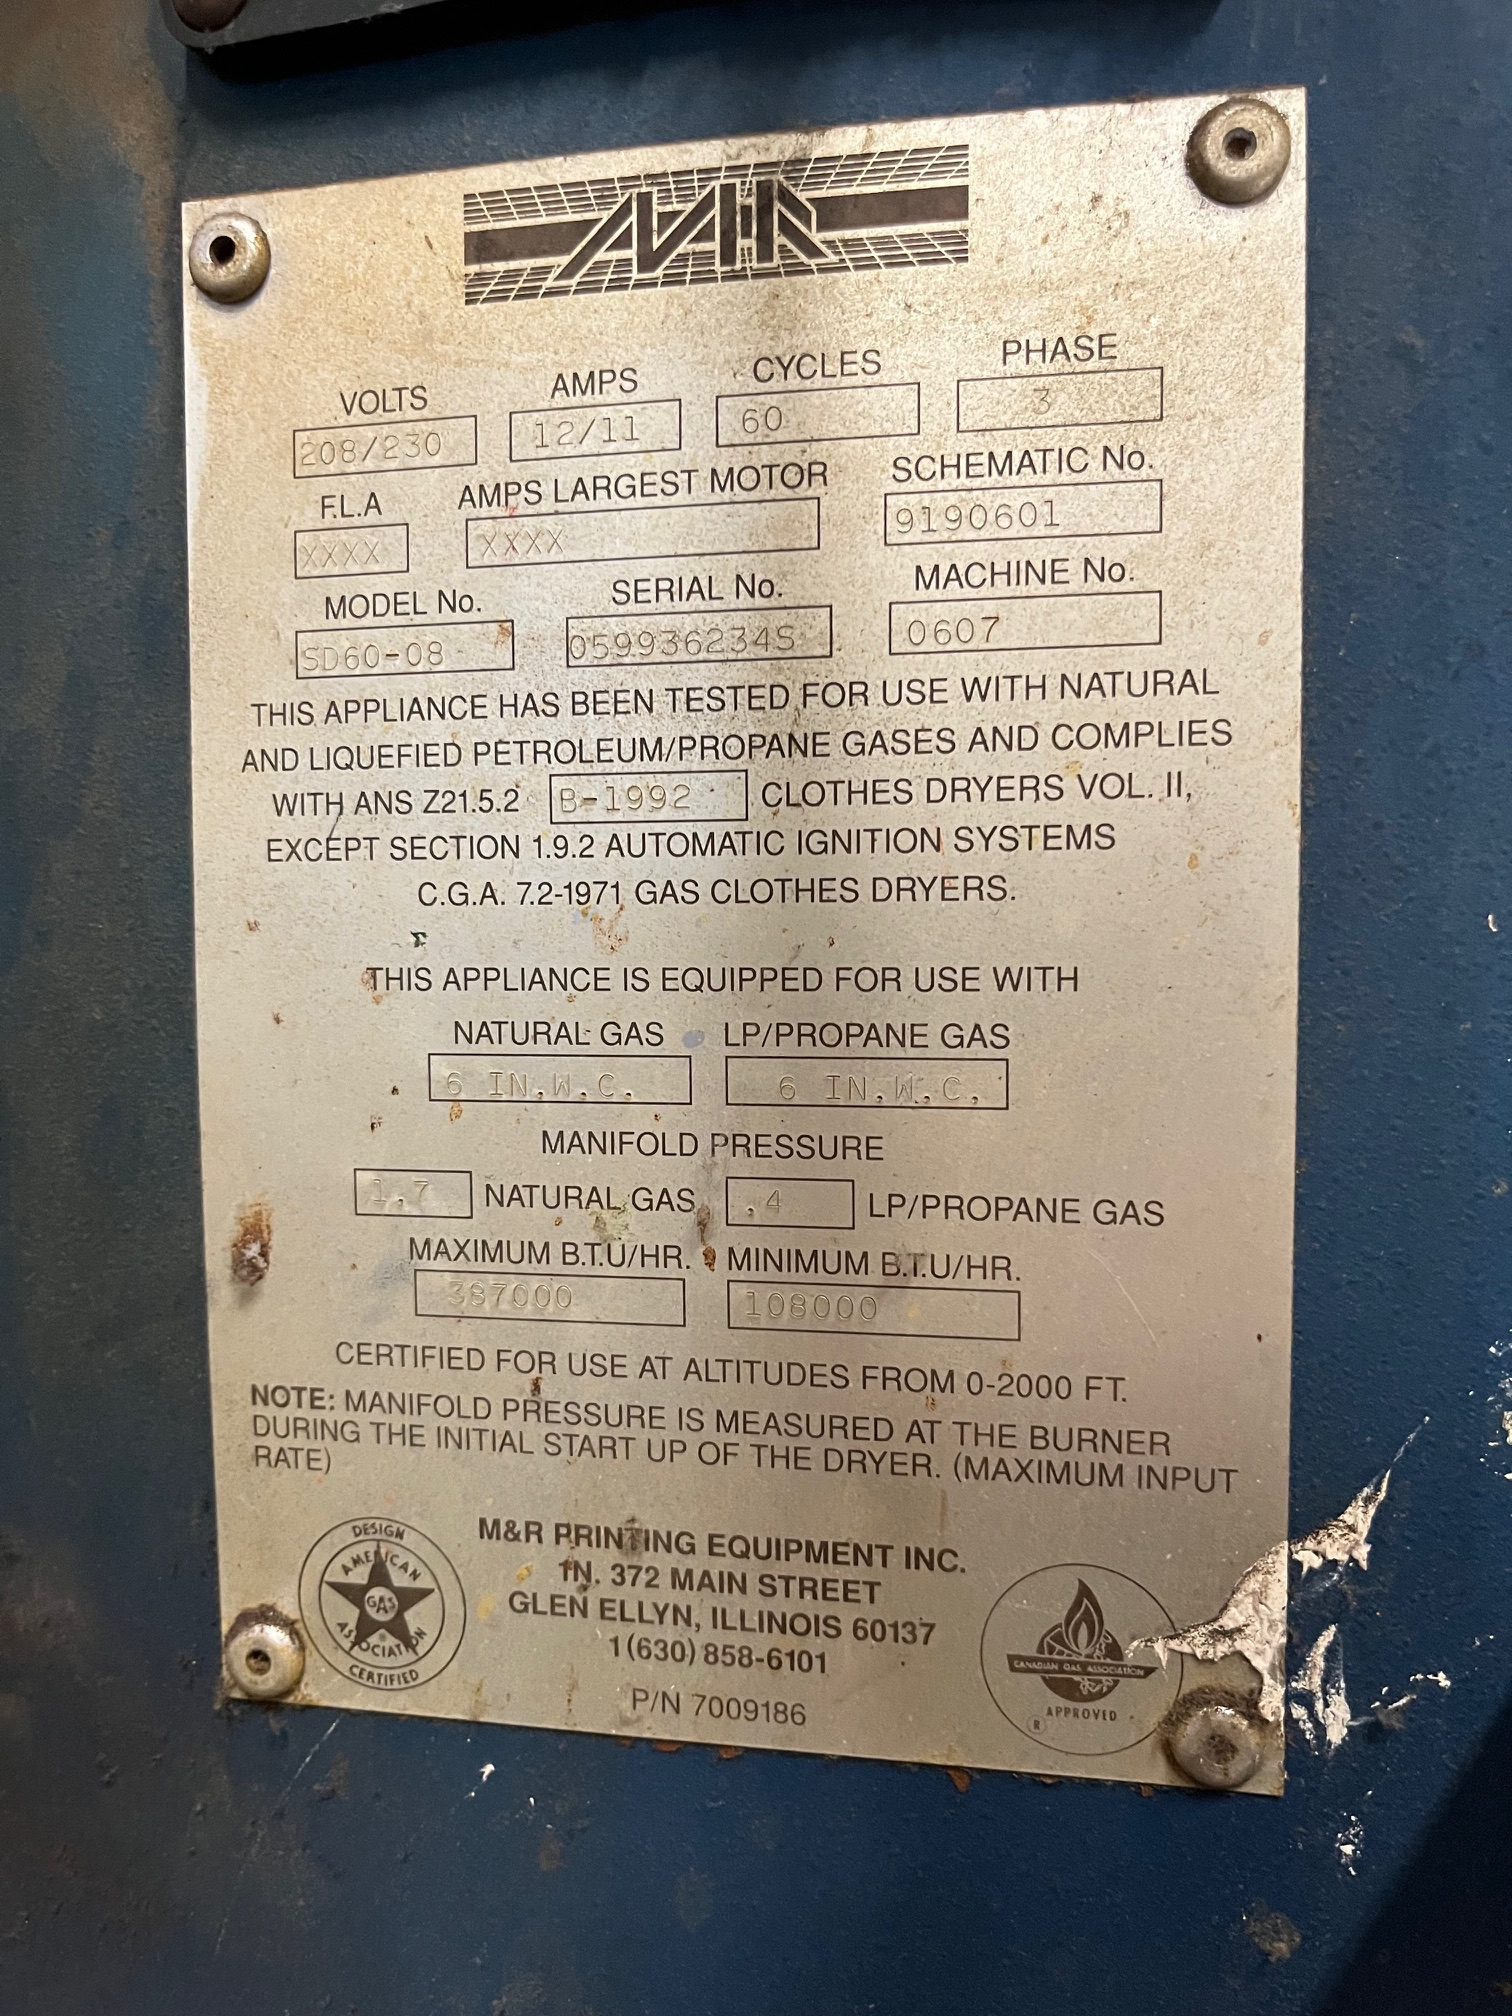 M&R
VOLTS AMPS CYCLES PHASE
208/230 12/11 60 3
F.L.A AMPS LARGEST MOTOR SCHEMATIC No.
XXXX XXXX 9190601
MODEL No. SERIAL No. MACHINE No.
SD60-08 059936234S 0607
THIS APPLIANCE HAS BEEN TESTED FOR USE WITH NATURAL
AND LIQUEFIED PETROLEUM/PROPANE GASES AND COMPLIES
WITH ANS Z21.5.2 B-1992 CLOTHES DRYERS VOL. II,
EXCEPT SECTION 1.9.2 AUTOMATIC IGNITION SYSTEMS
C.G.A. 7.2-1971 GAS CLOTHES DRYERS.
THIS APPLIANCE IS EQUIPPED FOR USE WITH
NATURAL GAS LP/PROPANE GAS
6 IN.W.C. 6 IN.W.C.
MANIFOLD PRESSURE
1.7 NATURAL GAS .4 LP/PROPANE GAS
MAXIMUM B.T.U/HR. MINIMUM B.T.U/HR.
387000 108000
CERTIFIED FOR USE AT ALTITUDES FROM 0-2000 FT.
NOTE: MANIFOLD PRESSURE IS MEASURED AT THE BURNER
DURING THE INITIAL START UP OF THE DRYER. (MAXIMUM INPUT
RATE)
M&R PRINTING EQUIPMENT INC.
1N. 372 MAIN STREET
GLEN ELLYN, ILLINOIS 60137
1(630) 858-6101
P/N 7009186
DESIGN
AMERICAN
GAS
®
ASSOCIATION
CERTIFIED
CANADIAN GAS ASSOCIATION
® APPROVED